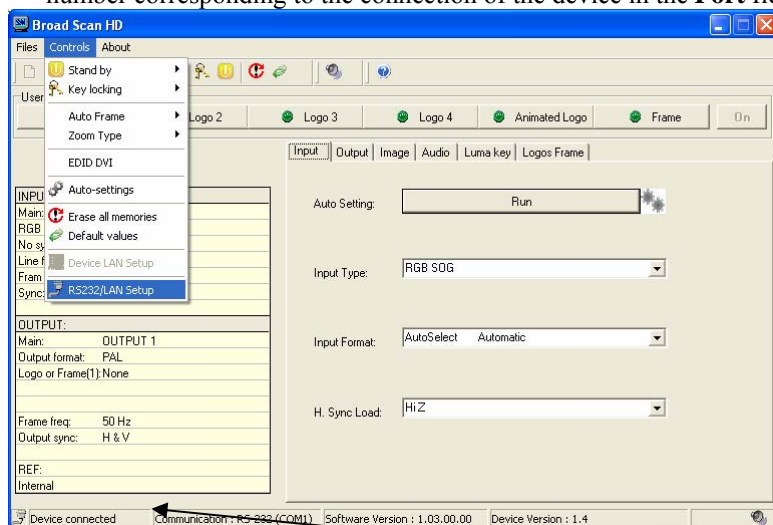 number corresponding to the connection of the device in the Port
Broad Scan HD
Files Controls About
User
Logo 2 Logo 3 Logo 4 Animated Logo Frame On
Stand by
Key locking
Auto Frame
Zoom Type
EDID DVI
Auto-settings
Erase all memories
Default values
Device LAN Setup
RS232/LAN Setup
INPU
Main:
RGB
No sy
Line f
Fram
Sync:
OUTPUT:
Main: OUTPUT 1
Output format: PAL
Logo or Frame(1): None
Frame freq: 50 Hz
Output sync: H & V
REF:
Internal
Input Output Image Audio Luma key Logos Frame
Auto Setting: Run
Input Type: RGB SOG
Input Format: AutoSelect Automatic
H. Sync Load: Hi Z
Device connected Communication : RS-232 (COM1) Software Version : 1.03.00.00 Device Version : 1.4